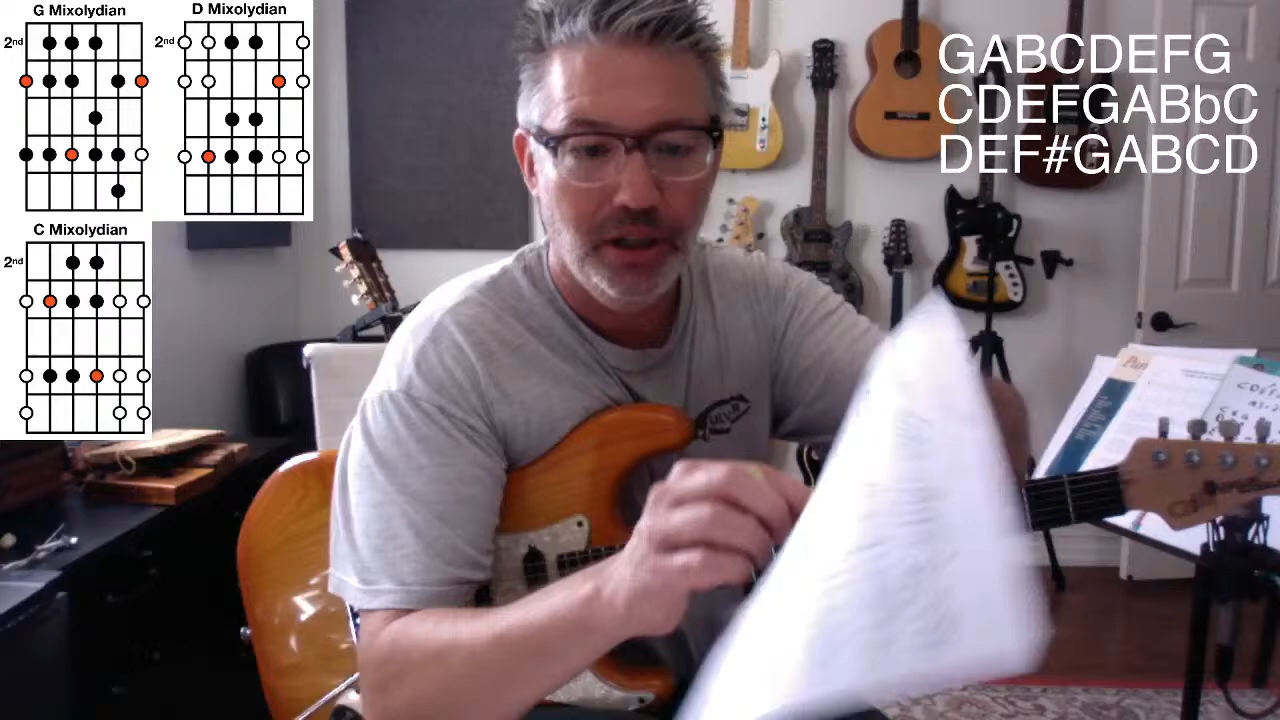 G Mixolydian
2nd
D Mixolydian
2nd
C Mixolydian
2nd
GABCDEFG
CDEFGABbC
DEF#GABCD